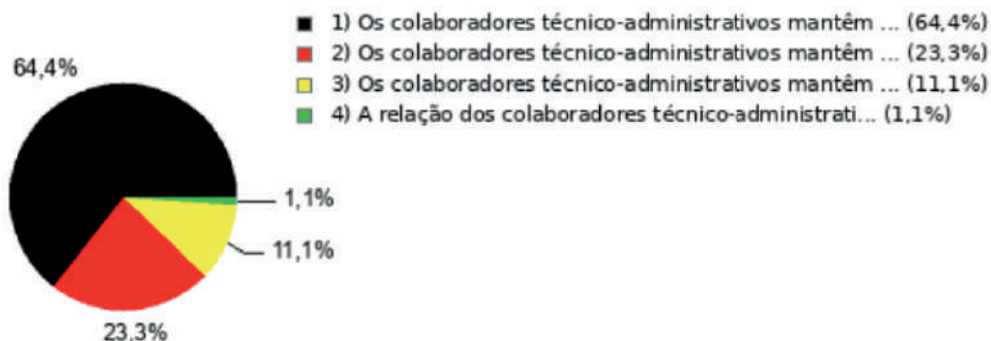 1) Os colaboradores técnico-administrativos mantêm ... (64,4%)
2) Os colaboradores técnico-administrativos mantêm ... (23,3%)
3) Os colaboradores técnico-administrativos mantêm ... (11,1%)
4) A relação dos colaboradores técnico-administrati... (1,1%)
64,4%
1,1%
11,1%
23,3%